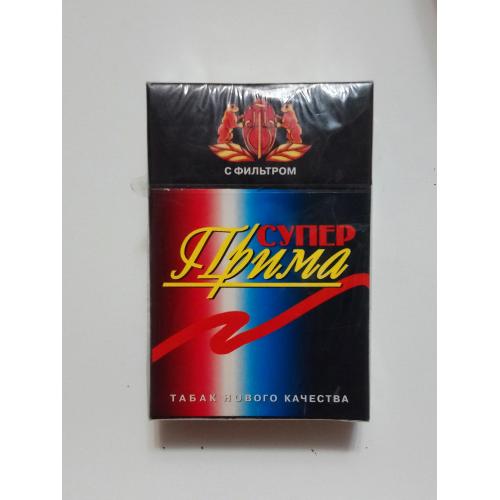 С ФИЛЬТРОМ
СУПЕР
Прима
ТАБАК НОВОГО КАЧЕСТВА